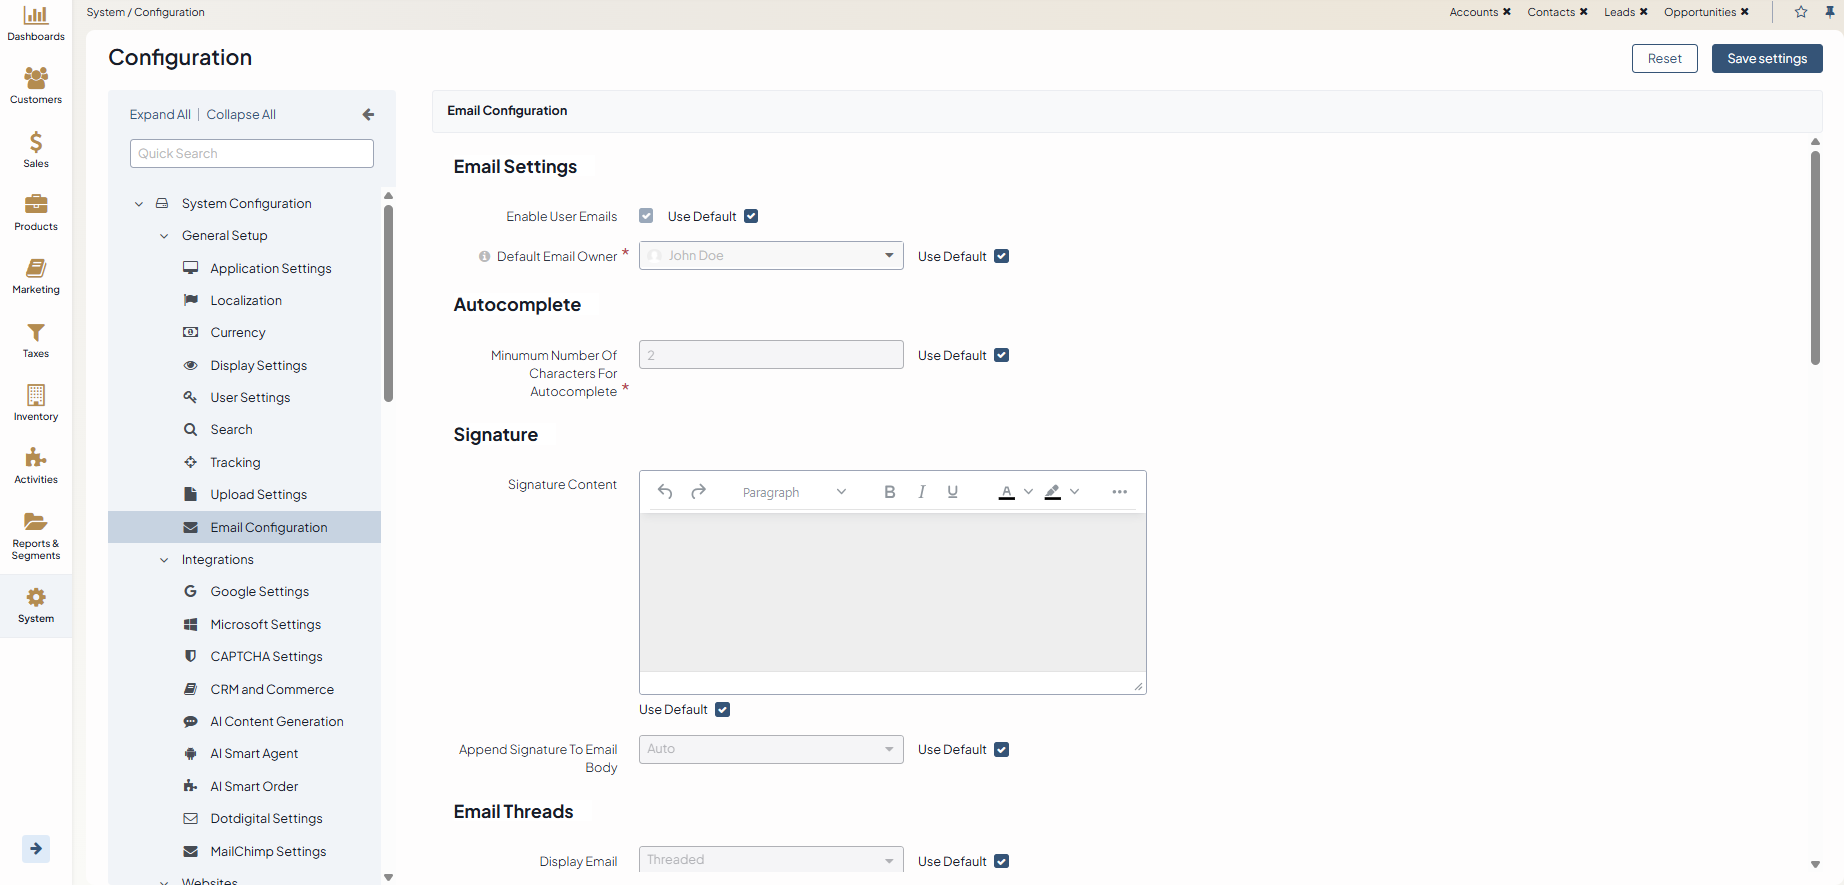 Dashboards
Customers
Sales
Products
Marketing
Taxes
Inventory
Activities
Reports &
Segments
System
System / Configuration
Accounts
Contacts
Leads
Opportunities
Configuration
Reset
Save settings
Expand All | Collapse All
Quick Search
System Configuration
General Setup
Application Settings
Localization
Currency
Display Settings
User Settings
Search
Tracking
Upload Settings
Email Configuration
Integrations
Google Settings
Microsoft Settings
CAPTCHA Settings
CRM and Commerce
AI Content Generation
AI Smart Agent
AI Smart Order
Dotdigital Settings
MailChimp Settings
Websites
Email Configuration
Email Settings
Enable User Emails Use Default
Default Email Owner * John Doe Use Default
Autocomplete
Minumum Number Of
Characters For
Autocomplete *
2 Use Default
Signature
Signature Content
Paragraph B I U A
Use Default
Append Signature To Email
Body
Auto Use Default
Email Threads
Display Email Threaded Use Default